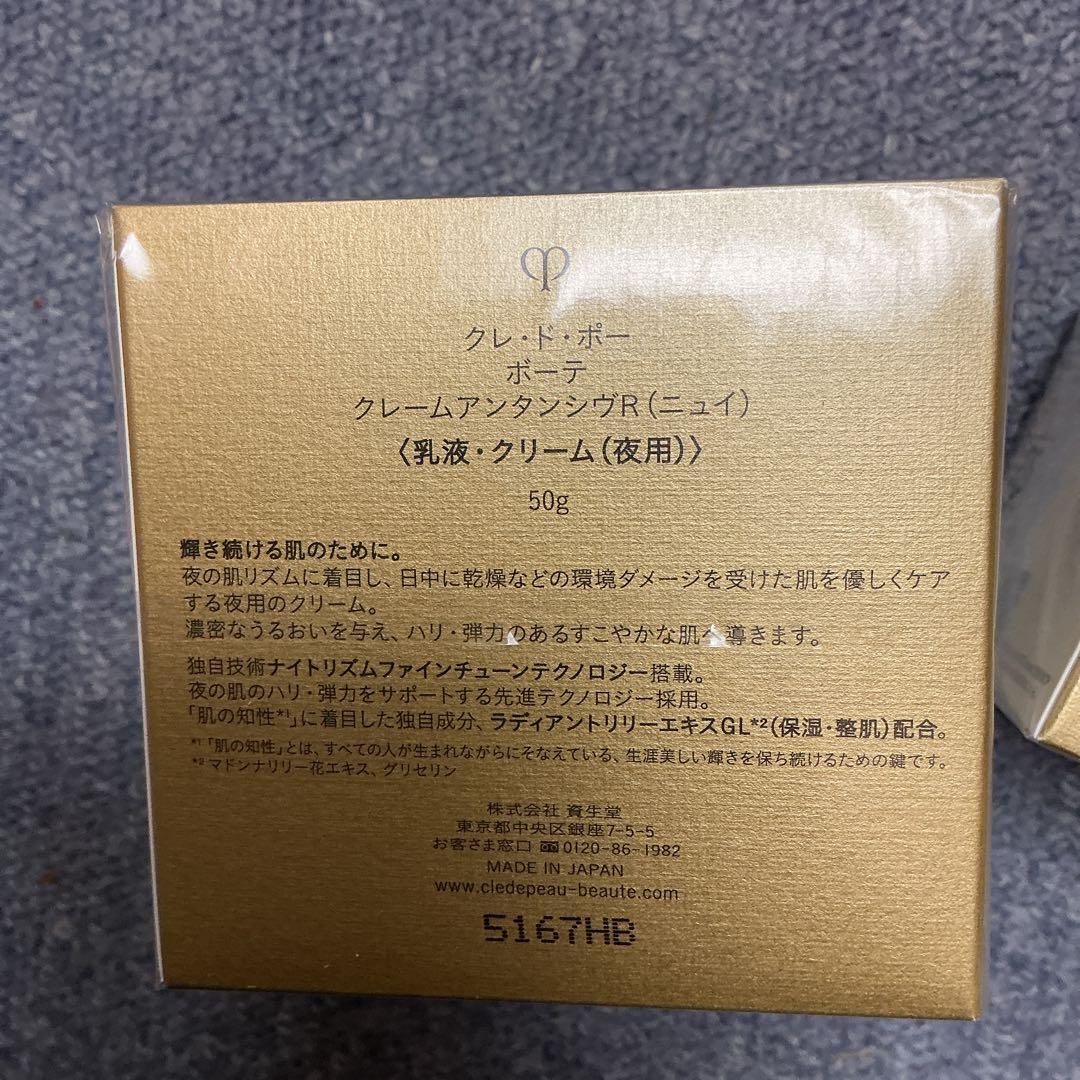 クレ・ド・ポー
ボーテ
クレームアンタンシヴR(ニュイ)
〈乳液・クリーム(夜用)〉
50g
輝き続ける肌のために。
夜の肌リズムに着目し、日中に乾燥などの環境ダメージを受けた肌を優しくケア
する夜用のクリーム。
濃密なうるおいを与え、ハリ・弾力のあるすこやかな肌へ導きます。
独自技術ナイトリズムファインチューンテクノロジー搭載。
夜の肌のハリ・弾力をサポートする先進テクノロジー採用。
「肌の知性*1」に着目した独自成分、ラディアントリリーエキスGL*2(保湿・整肌)配合。
*1「肌の知性」とは、すべての人が生まれながらにそなえている、生涯美しい輝きを保ち続けるための鍵です。
*2 マドンナリリー花エキス、グリセリン
株式会社 資生堂
東京都中央区銀座7-5-5
お客さま窓口 0120-86-1982
MADE IN JAPAN
www.cledepeau-beaute.com
5167HB